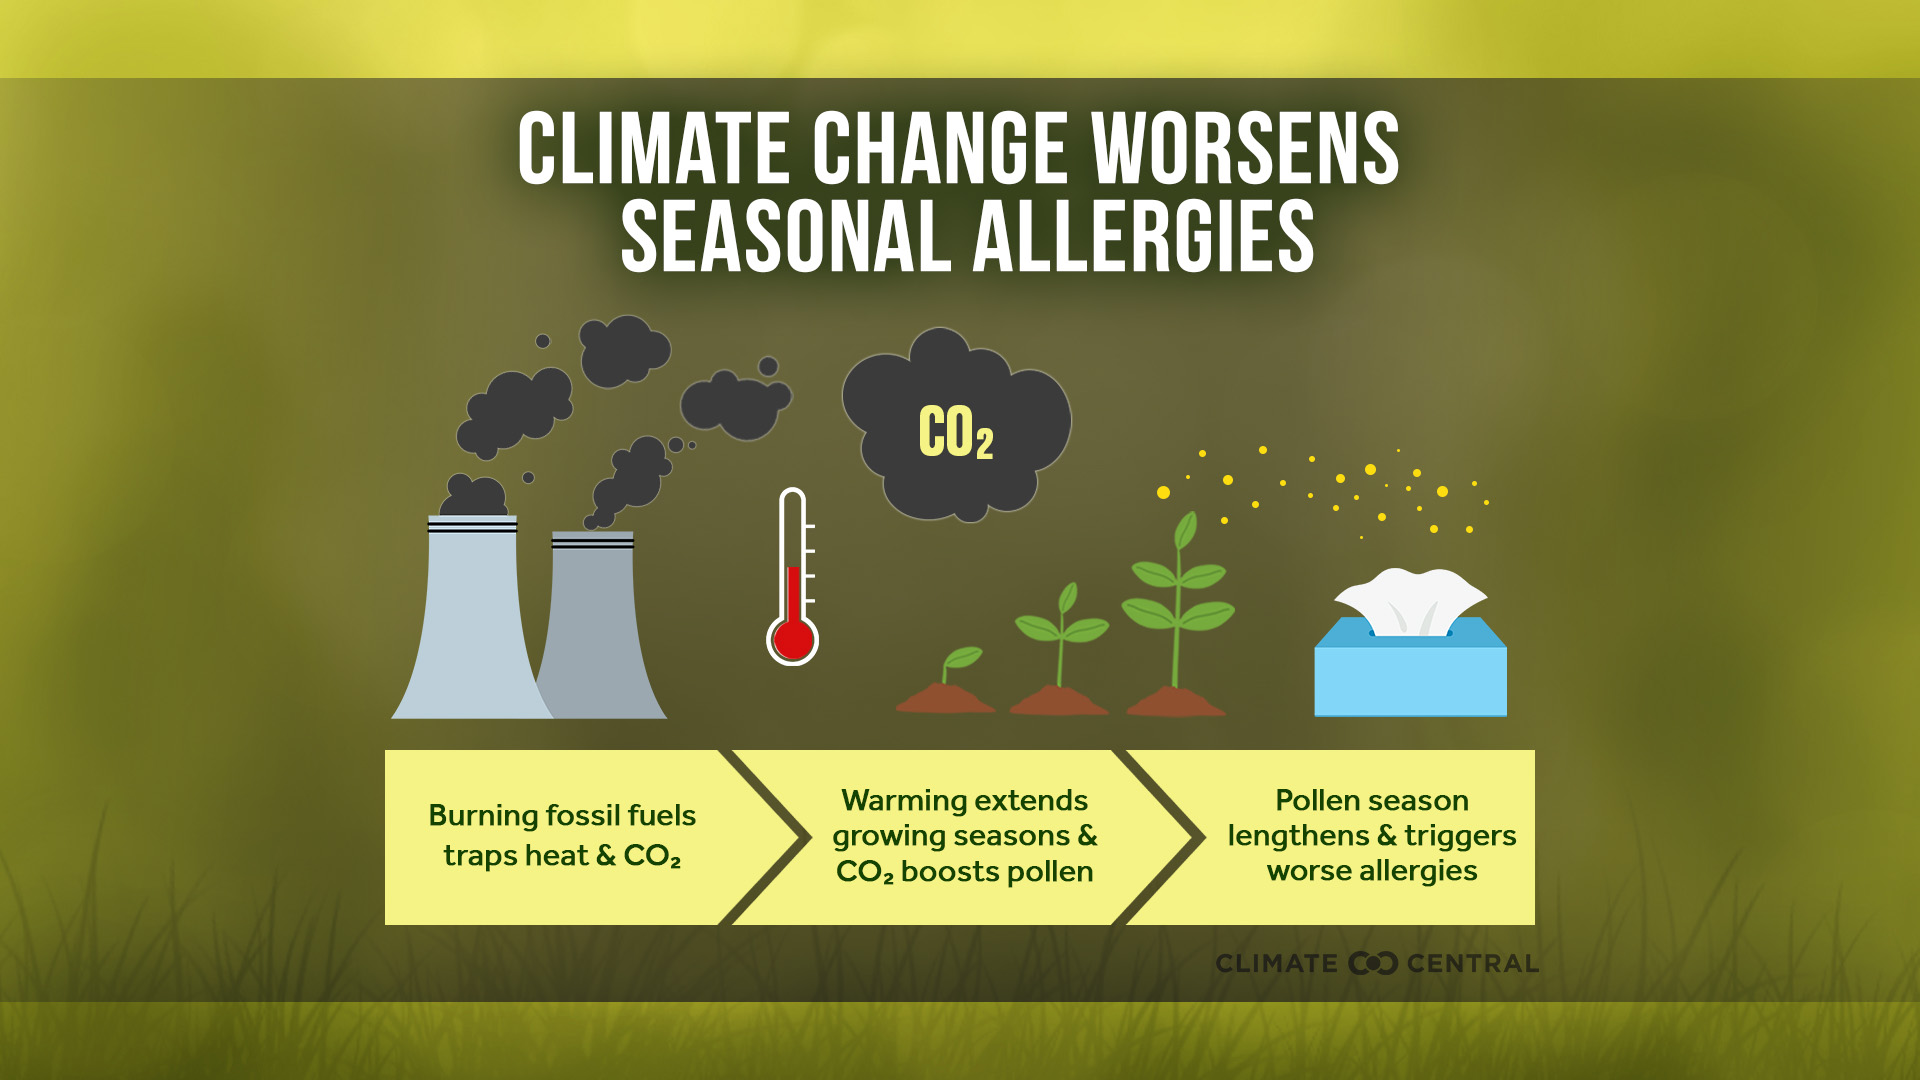 CLIMATE CHANGE WORSENS
SEASONAL ALLERGIES
CO₂
Burning fossil fuels
traps heat & CO₂
Warming extends
growing seasons &
CO₂ boosts pollen
Pollen season
lengthens & triggers
worse allergies
CLIMATE CENTRAL